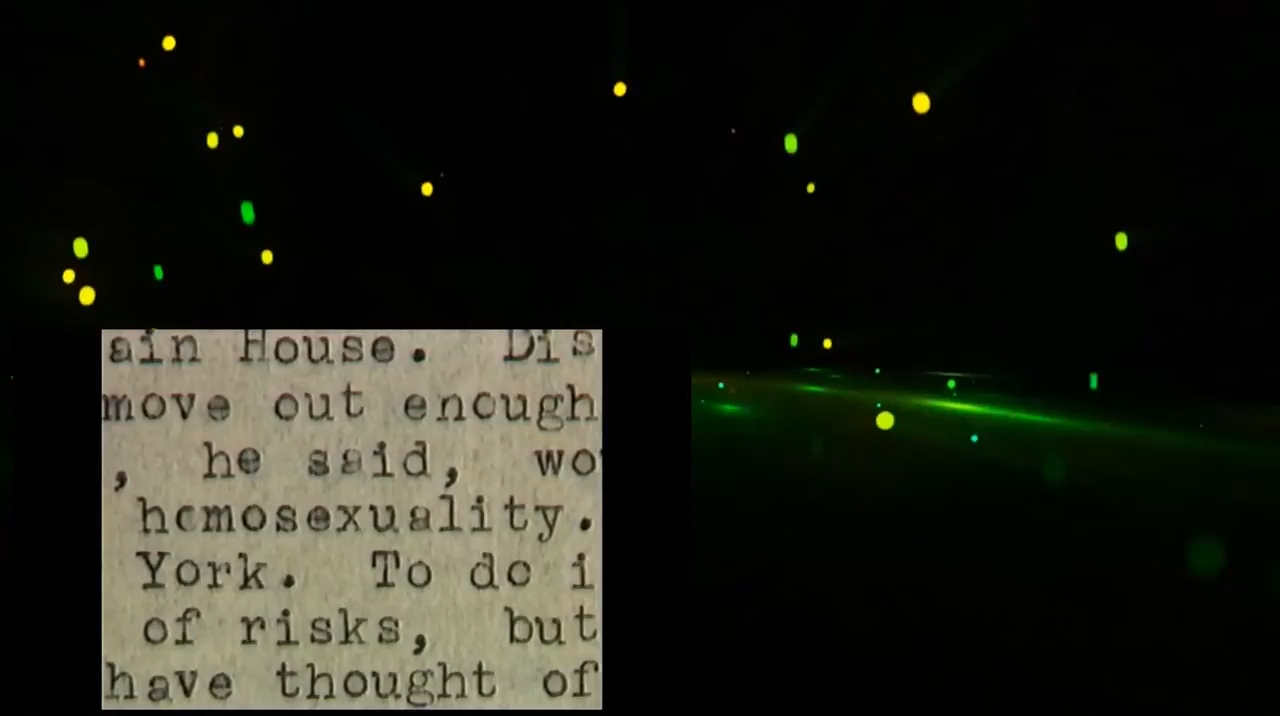 ain House. Dis
move out enough
, he said, wo
homosexuality.
York. To do i
of risks, but
have thought of